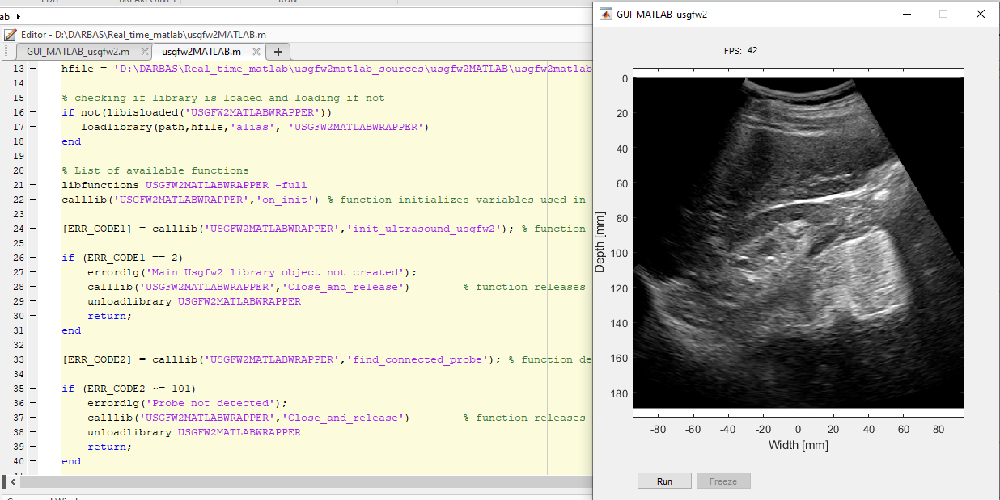 EDIT
BREAKPOINTS
RUN
ab
Editor - D:\DARBAS\Real_time_matlab\usgfw2MATLAB.m
GUI_MATLAB_usgfw2.m
usgfw2MATLAB.m
13 hfile = 'D:\DARBAS\Real_time_matlab\usgfw2matlab_sources\usgfw2MATLAB\usgfw2matlab
14
15 % checking if library is loaded and loading if not
16 if not(libisloaded('USGFW2MATLABWRAPPER'))
17 loadlibrary(path,hfile,'alias', 'USGFW2MATLABWRAPPER')
18 end
19
20 % List of available functions
21 libfunctions USGFW2MATLABWRAPPER -full
22 calllib('USGFW2MATLABWRAPPER','on_init') % function initializes variables used in
23
24 [ERR_CODE1] = calllib('USGFW2MATLABWRAPPER','init_ultrasound_usgfw2'); % function
25
26 if (ERR_CODE1 == 2)
27 errordlg('Main Usgfw2 library object not created');
28 calllib('USGFW2MATLABWRAPPER','Close_and_release') % function releases
29 unloadlibrary USGFW2MATLABWRAPPER
30 return;
31 end
32
33 [ERR_CODE2] = calllib('USGFW2MATLABWRAPPER','find_connected_probe'); % function de
34
35 if (ERR_CODE2 ~= 101)
36 errordlg('Probe not detected');
37 calllib('USGFW2MATLABWRAPPER','Close_and_release') % function releases
38 unloadlibrary USGFW2MATLABWRAPPER
39 return;
40 end
GUI_MATLAB_usgfw2
FPS: 42
0
20
40
60
80
100
120
140
160
180
Depth [mm]
-80 -60 -40 -20 0 20 40 60 80
Width [mm]
Run
Freeze